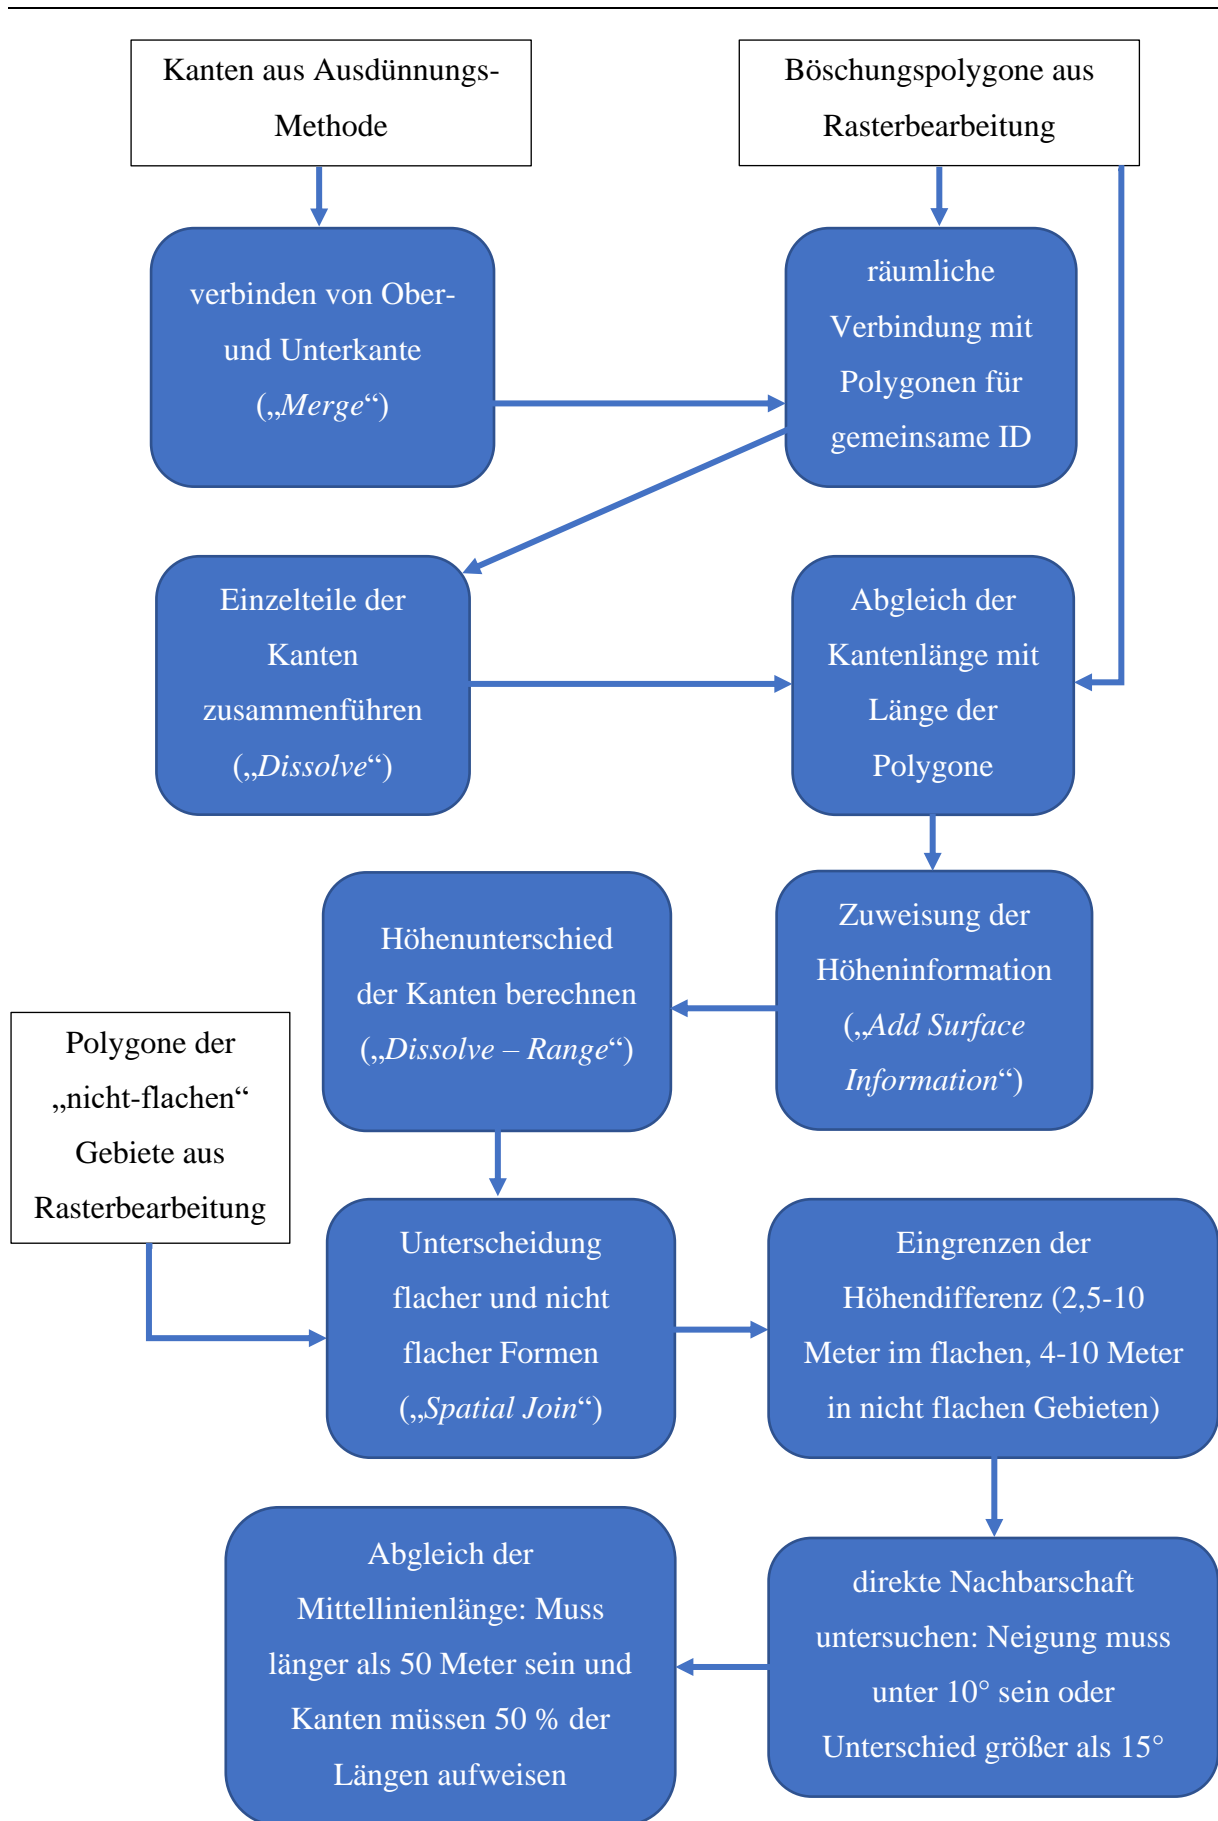 Kanten aus Ausdünnungs-
Methode
Böschungspolygone aus
Rasterbearbeitung
verbinden von Ober-
und Unterkante
(„Merge“)
räumliche
Verbindung mit
Polygonen für
gemeinsame ID
Einzelteile der
Kanten
zusammenführen
(„Dissolve“)
Abgleich der
Kantenlänge mit
Länge der
Polygone
Höhenunterschied
der Kanten berechnen
(„Dissolve – Range“)
Zuweisung der
Höheninformation
(„Add Surface
Information“)
Polygone der
„nicht-flachen“
Gebiete aus
Rasterbearbeitung
Unterscheidung
flacher und nicht
flacher Formen
(„Spatial Join“)
Eingrenzen der
Höhendifferenz (2,5-10
Meter im flachen, 4-10 Meter
in nicht flachen Gebieten)
Abgleich der
Mittellinienlänge: Muss
länger als 50 Meter sein und
Kanten müssen 50 % der
Längen aufweisen
direkte Nachbarschaft
untersuchen: Neigung muss
unter 10° sein oder
Unterschied größer als 15°